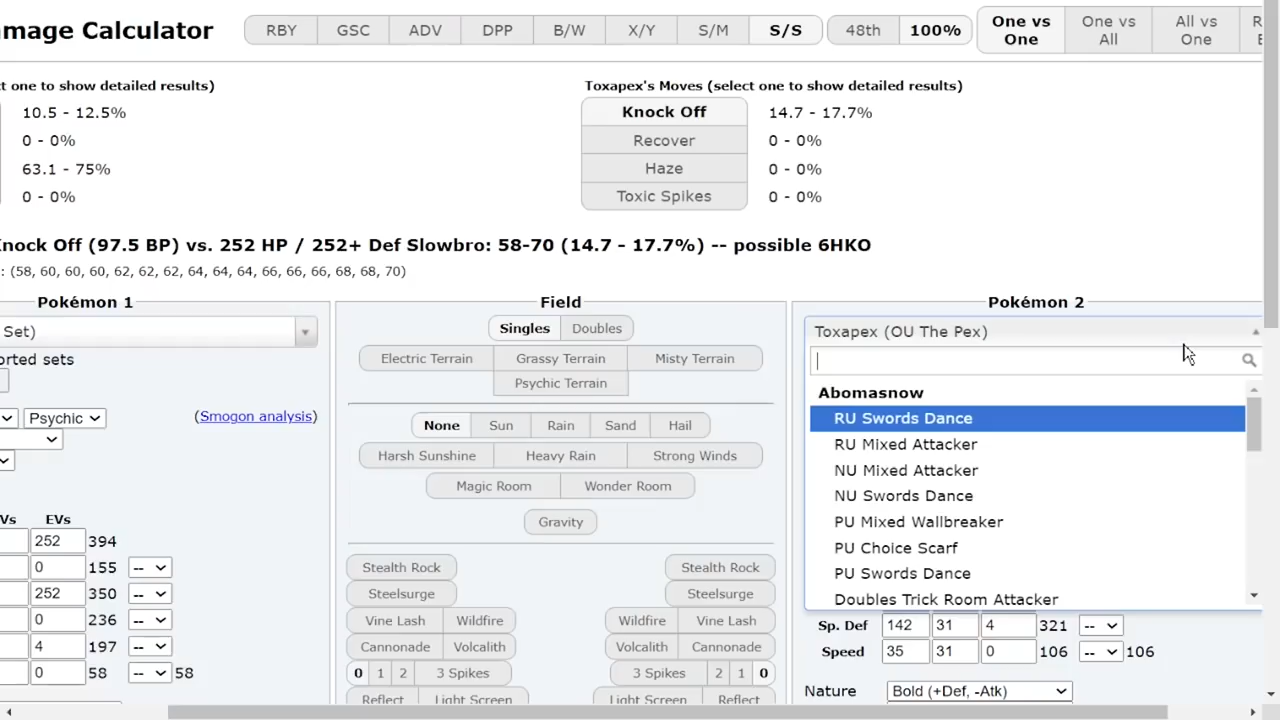 mage Calculator
RBY GSC ADV DPP B/W X/Y S/M S/S 48th 100% One vs One One vs All All vs One
ct one to show detailed results)
10.5 - 12.5%
0 - 0%
63.1 - 75%
0 - 0%
Toxapex's Moves (select one to show detailed results)
Knock Off 14.7 - 17.7%
Recover 0 - 0%
Haze 0 - 0%
Toxic Spikes 0 - 0%
Knock Off (97.5 BP) vs. 252 HP / 252+ Def Slowbro: 58-70 (14.7 - 17.7%) -- possible 6HKO
: (58, 60, 60, 60, 62, 62, 62, 64, 64, 64, 66, 66, 66, 68, 68, 70)
Pokémon 1
Set)
orted sets
Psychic
(Smogon analysis)
Vs EVs
252 394
0 155 --
252 350 --
0 236 --
4 197 --
0 58 -- 58
Field
Singles Doubles
Electric Terrain Grassy Terrain Misty Terrain
Psychic Terrain
None Sun Rain Sand Hail
Harsh Sunshine Heavy Rain Strong Winds
Magic Room Wonder Room
Gravity
Stealth Rock Stealth Rock
Steelsurge Steelsurge
Vine Lash Wildfire Wildfire Vine Lash
Cannonade Volcalith Volcalith Cannonade
0 1 2 3 Spikes 3 Spikes 2 1 0
Reflect Light Screen Light Screen Reflect
Pokémon 2
Toxapex (OU The Pex)
Abomasnow
RU Swords Dance
RU Mixed Attacker
NU Mixed Attacker
NU Swords Dance
PU Mixed Wallbreaker
PU Choice Scarf
PU Swords Dance
Doubles Trick Room Attacker
Sp. Def 142 31 4 321 --
Speed 35 31 0 106 -- 106
Nature Bold (+Def, -Atk)